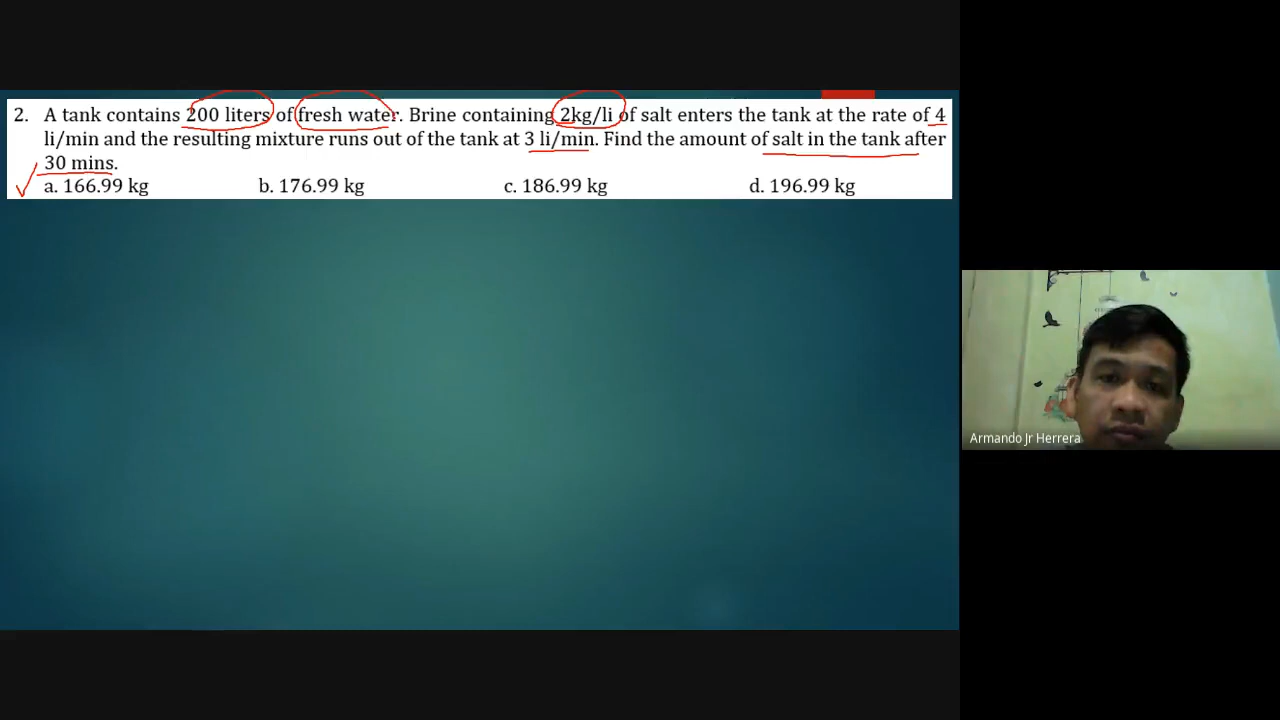 2. A tank contains 200 liters of fresh water. Brine containing 2kg/li of salt enters the tank at the rate of 4
li/min and the resulting mixture runs out of the tank at 3 li/min. Find the amount of salt in the tank after
30 mins.
a. 166.99 kg b. 176.99 kg c. 186.99 kg d. 196.99 kg
Armando Jr Herrera